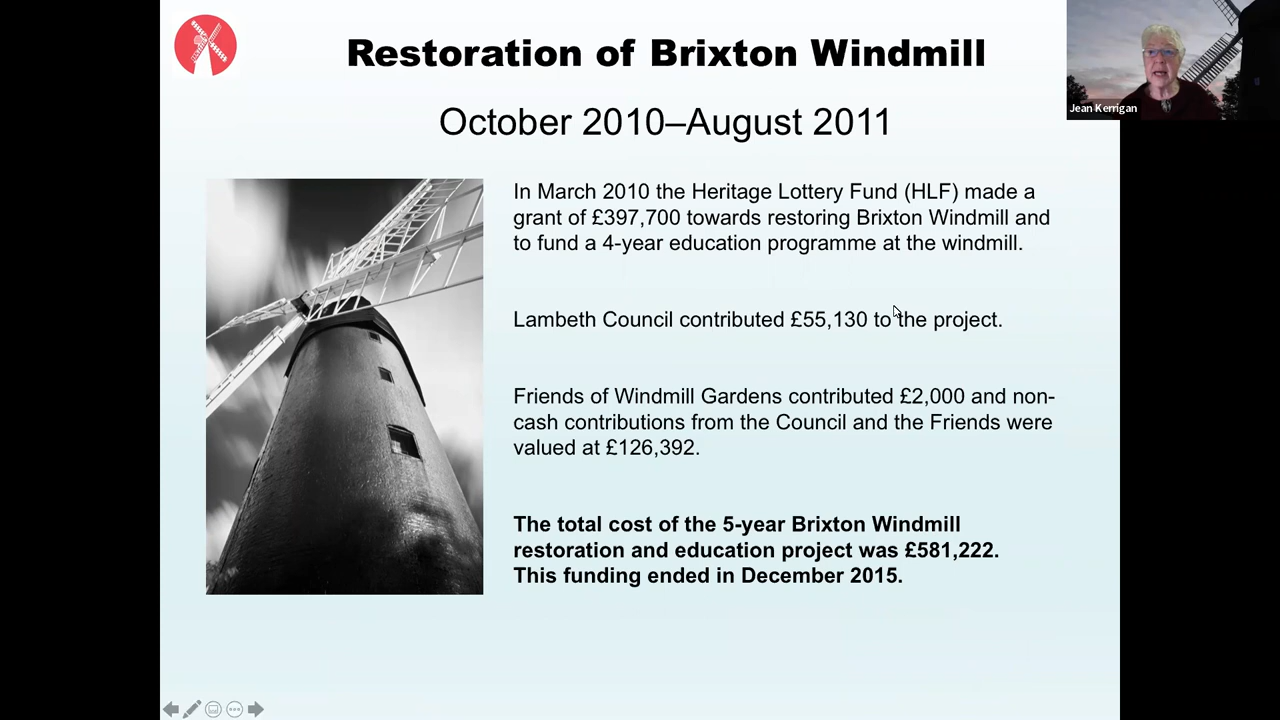 Restoration of Brixton Windmill
Jean Kerrigan
October 2010–August 2011
In March 2010 the Heritage Lottery Fund (HLF) made a
grant of £397,700 towards restoring Brixton Windmill and
to fund a 4-year education programme at the windmill.
Lambeth Council contributed £55,130 to the project.
Friends of Windmill Gardens contributed £2,000 and non-
cash contributions from the Council and the Friends were
valued at £126,392.
The total cost of the 5-year Brixton Windmill
restoration and education project was £581,222.
This funding ended in December 2015.